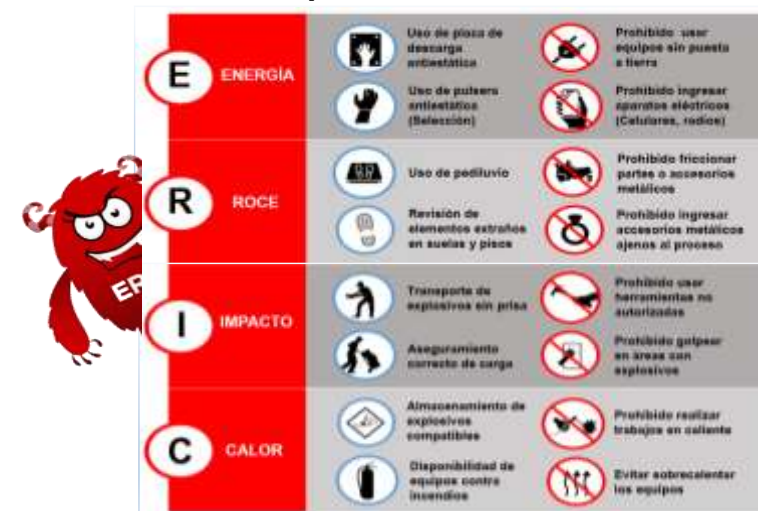 E
ENERGÍA
Uso de placa de
descarga
antiestática
Uso de pulsera
antiestática
(Selección)
Prohibido usar
equipos sin puesta
a tierra
Prohibido ingresar
aparatos eléctricos
(Celulares, radios)
R
ROCE
Uso de pediluvio
Revisión de
elementos extraños
en suelas y pisos
Prohibido friccionar
partes o accesorios
metálicos
Prohibido ingresar
accesorios metálicos
ajenos al proceso
ER
I
IMPACTO
Transporte de
explosivos sin prisa
Aseguramiento
correcto de carga
Prohibido usar
herramientas no
autorizadas
Prohibido golpear
en áreas con
explosivos
C
CALOR
Almacenamiento de
explosivos
compatibles
Disponibilidad de
equipos contra
incendios
Prohibido realizar
trabajos en caliente
Evitar sobrecalentar
los equipos